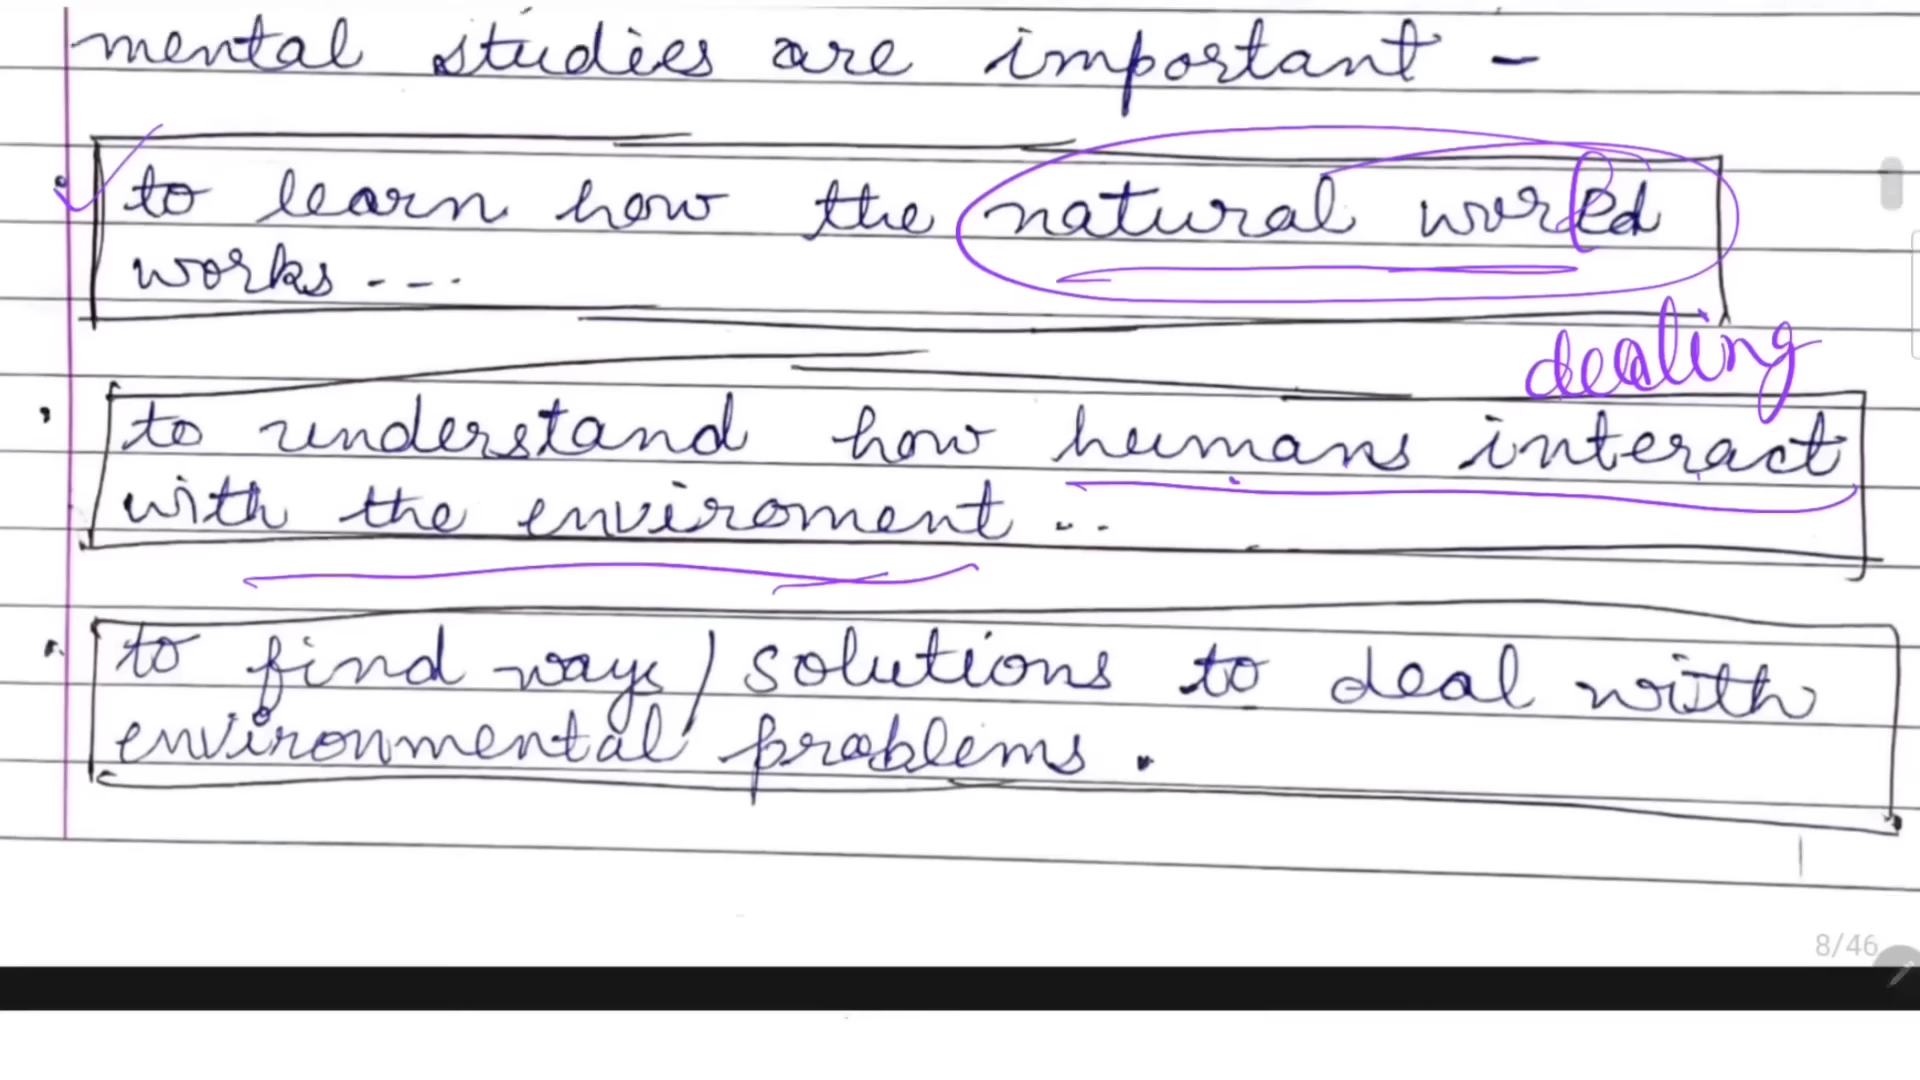 mental studies are important -
• to learn how the natural world
works ----
dealing
• to understand how humans interact
with the enviroment ...
• to find ways / solutions to deal with
environmental problems .
8/46